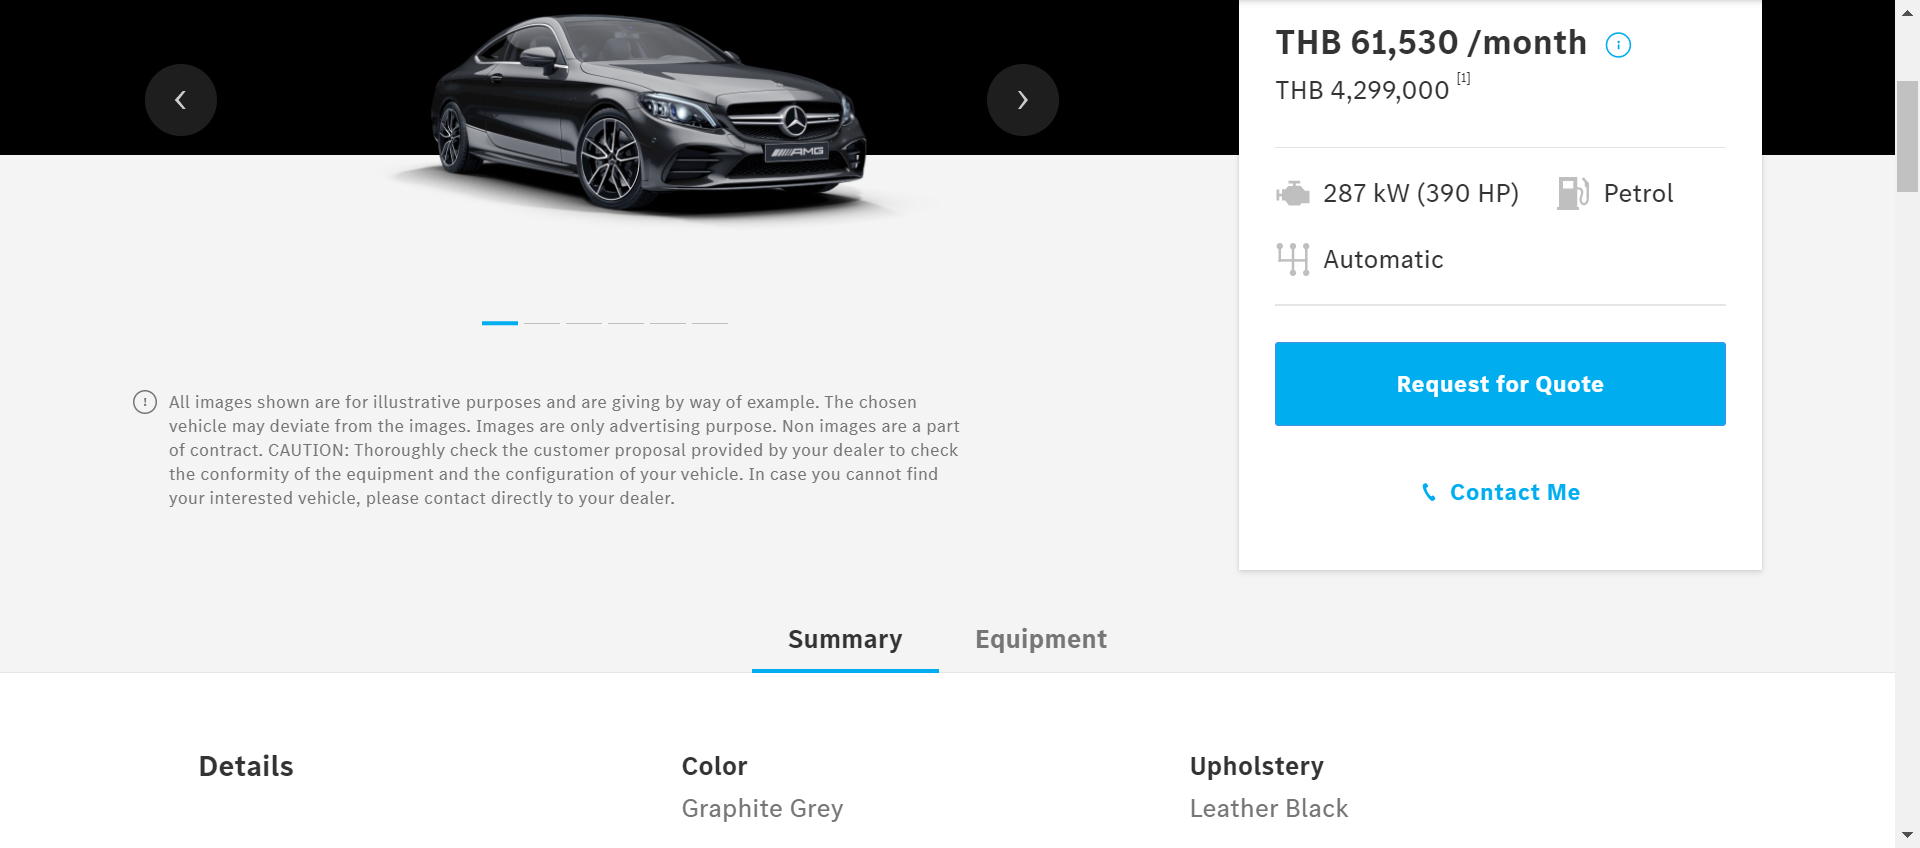 AMG
THB 61,530 /month
THB 4,299,000 [1]
287 kW (390 HP)
Petrol
Automatic
Request for Quote
Contact Me
All images shown are for illustrative purposes and are giving by way of example. The chosen
vehicle may deviate from the images. Images are only advertising purpose. Non images are a part
of contract. CAUTION: Thoroughly check the customer proposal provided by your dealer to check
the conformity of the equipment and the configuration of your vehicle. In case you cannot find
your interested vehicle, please contact directly to your dealer.
Summary
Equipment
Details
Color
Graphite Grey
Upholstery
Leather Black